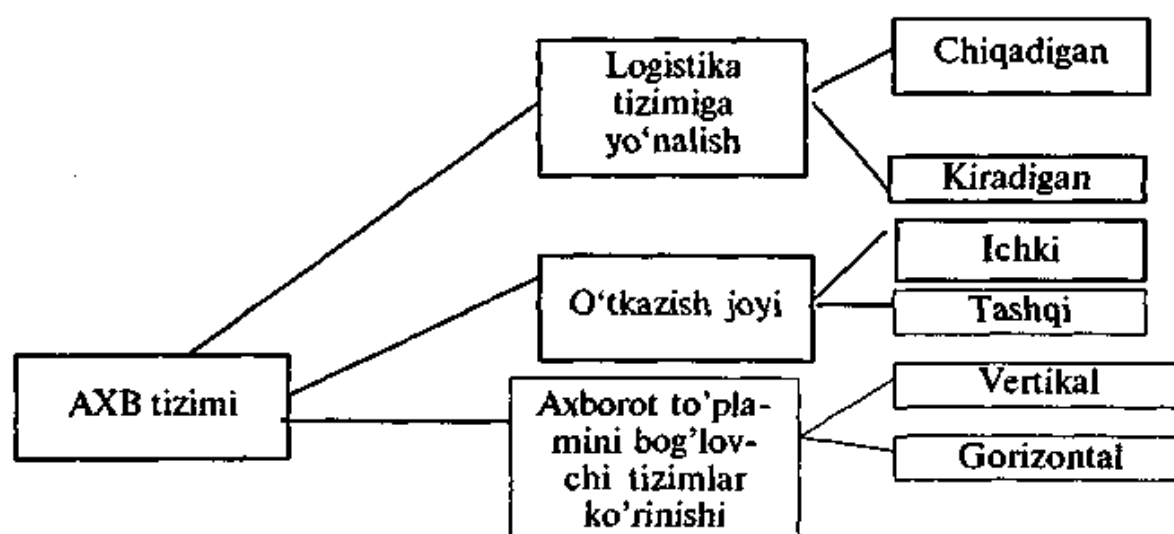 Logistika
tizimiga
yo‘nalish
Chiqadigan
Kiradigan
O‘tkazish joyi
Ichki
Tashqi
AXB tizimi
Axborot to’pla-
mini bog’lov-
chi tizimlar
ko’rinishi
Vertikal
Gorizontal